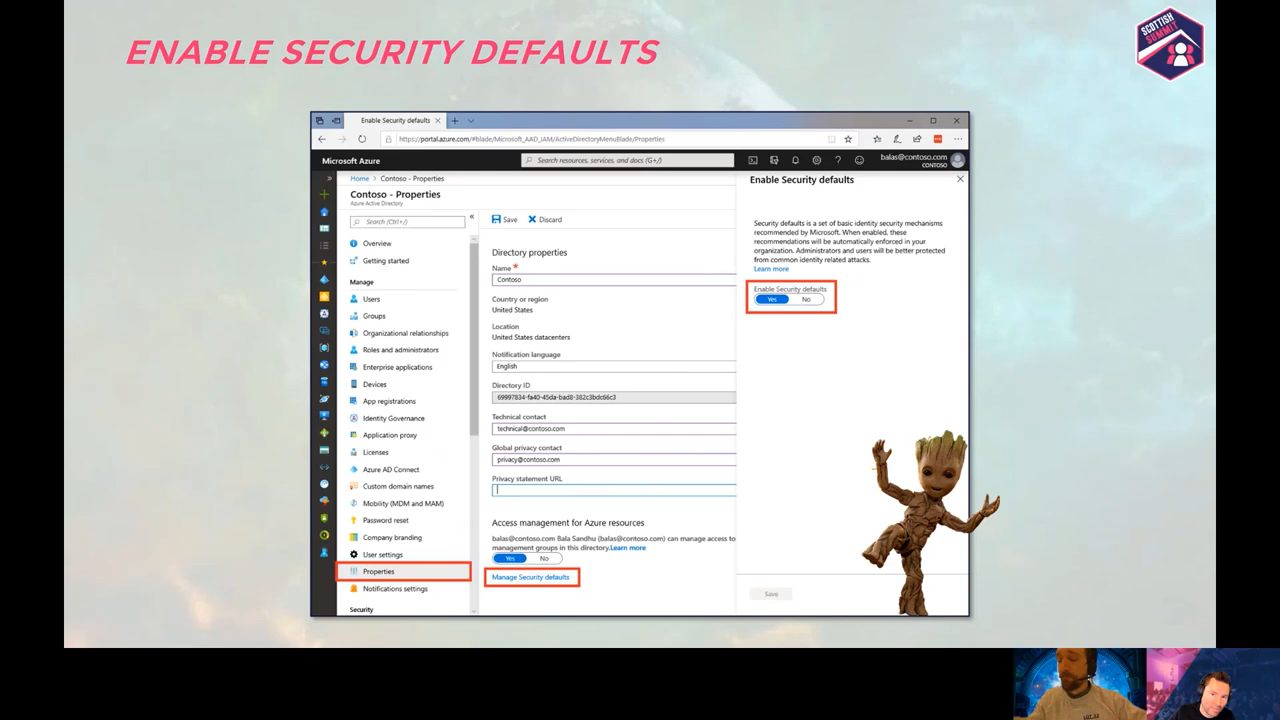 ENABLE SECURITY DEFAULTS
SCOTTISH
SUMMIT
Enable Security defaults
https://portal.azure.com/#blade/Microsoft_AAD_IAM/ActiveDirectoryMenuBlade/Properties
Microsoft Azure
Search resources, services, and docs (G+/)
balas@contoso.com
CONTOSO
Home > Contoso - Properties
Contoso - Properties
Azure Active Directory
Search (Ctrl+/)
Overview
Getting started
Manage
Users
Groups
Organizational relationships
Roles and administrators
Enterprise applications
Devices
App registrations
Identity Governance
Application proxy
Licenses
Azure AD Connect
Custom domain names
Mobility (MDM and MAM)
Password reset
Company branding
User settings
Properties
Notifications settings
Security
Save
Discard
Directory properties
Name *
Contoso
Country or region
United States
Location
United States datacenters
Notification language
English
Directory ID
69997834-fa40-45da-bad8-382c3bdc66c3
Technical contact
technical@contoso.com
Global privacy contact
privacy@contoso.com
Privacy statement URL
Access management for Azure resources
balas@contoso.com Bala Sandhu (balas@contoso.com) can manage access to
management groups in this directory.Learn more
Yes No
Manage Security defaults
Enable Security defaults
Security defaults is a set of basic identity security mechanisms
recommended by Microsoft. When enabled, these
recommendations will be automatically enforced in your
organization. Administrators and users will be better protected
from common identity related attacks.
Learn more
Enable Security defaults
Yes No
Save